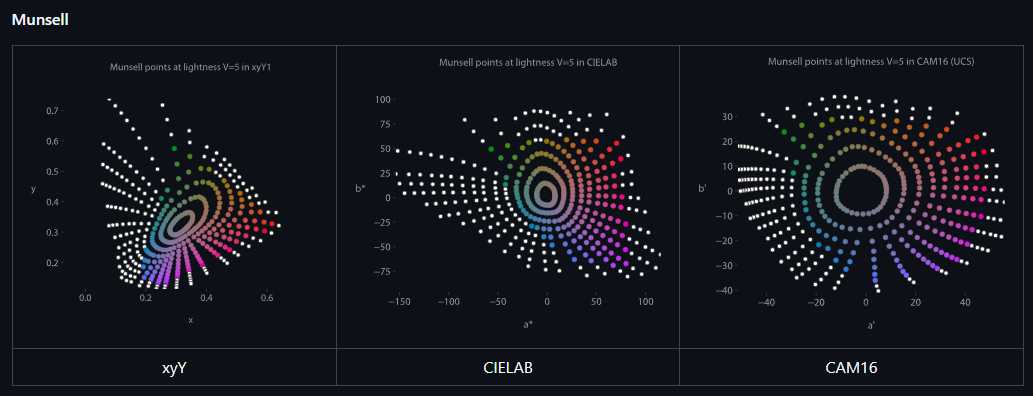 Munsell
Munsell points at lightness V=5 in xyY1
y
0.7
0.6
0.5
0.4
0.3
0.2
0.0 0.2 0.4 0.6
x
Munsell points at lightness V=5 in CIELAB
b*
100
75
50
25
0
−25
−50
−75
−150 −100 −50 0 50 100
a*
Munsell points at lightness V=5 in CAM16 (UCS)
b'
30
20
10
0
−10
−20
−30
−40
−40 −20 0 20 40
a'
xyY CIELAB CAM16